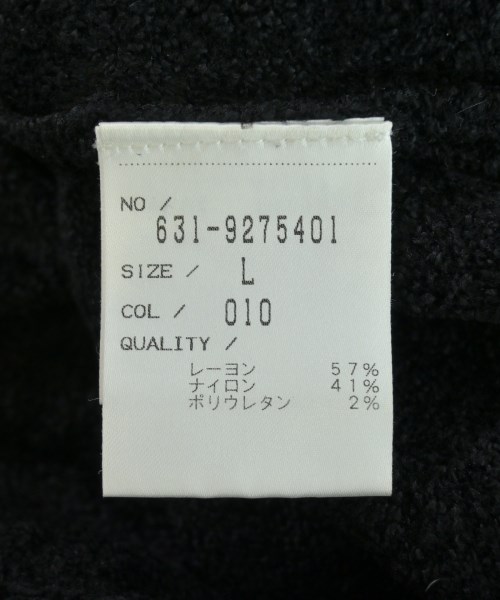 NO / 631-9275401
SIZE / L
COL / 010
QUALITY /
レーヨン 57%
ナイロン 41%
ポリウレタン 2%